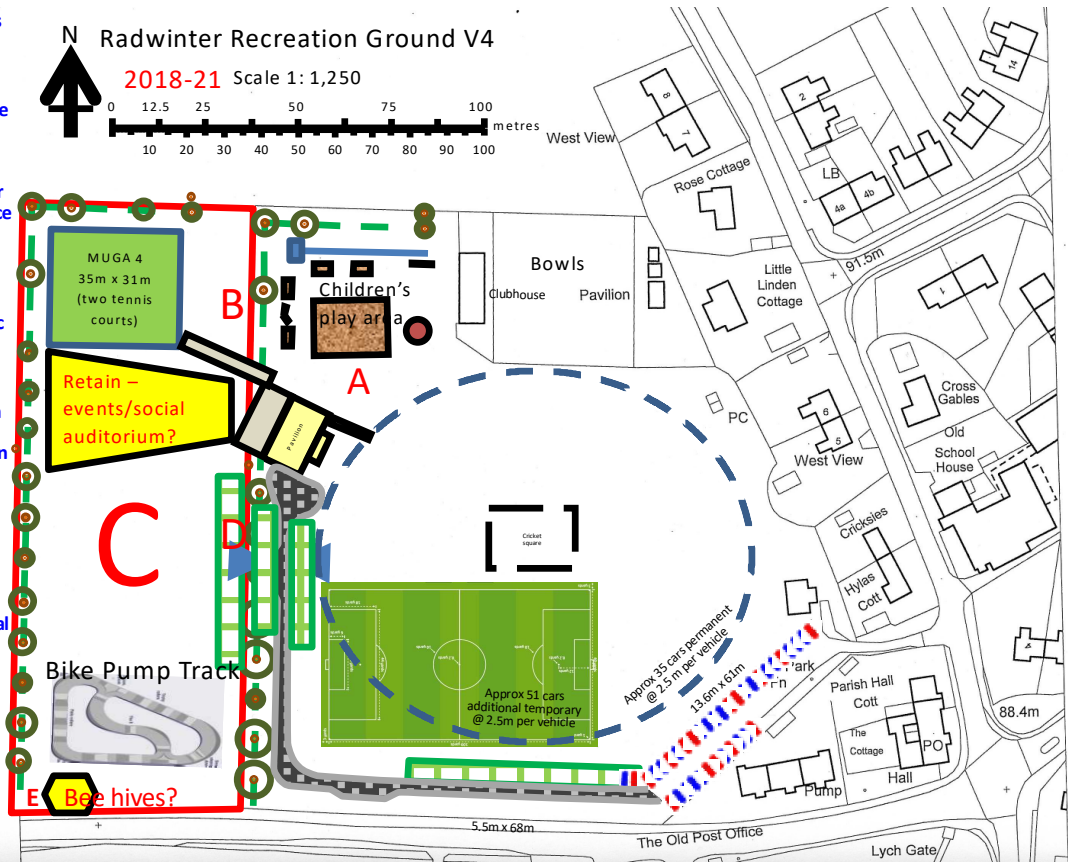 N
Radwinter Recreation Ground V4
2018-21 Scale 1: 1,250
0 12.5 25 50 75 100
metres
10 20 30 40 50 60 70 80 90 100
West View
8
7
Rose Cottage
2
14
LB
4a
4b
91.5m
MUGA 4
35m x 31m
(two tennis
courts)
B
Children's
play area
A
Clubhouse
Bowls
Pavilion
Little
Linden
Cottage
1
Retain –
events/social
auditorium?
Pavilion
PC
6
5
West View
Cross
Gables
Old
School
House
C
D
Cricket
square
Cricksies
Hylas
Cott
Bike Pump Track
Approx 51 cars
additional temporary
@ 2.5m per vehicle
Approx 35 cars permanent
@ 2.5 m per vehicle
13.6m x 61m
Park
Fn
Parish Hall
Cott
The
Cottage
PO
Hall
Pump
88.4m
E
Bee hives?
5.5m x 68m
The Old Post Office
Lych Gate